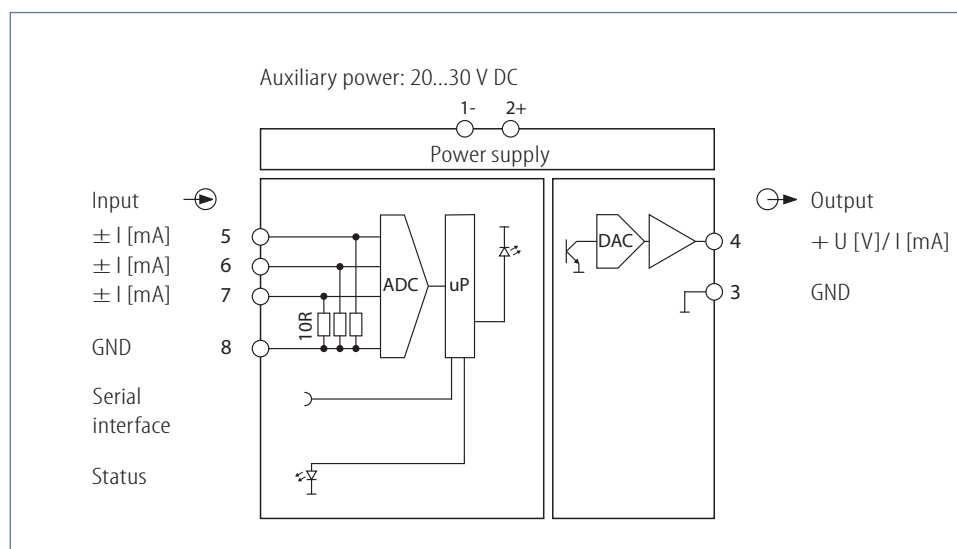 Auxiliary power: 20...30 V DC
1- 2+
Power supply
Input
Output
± I [mA] 5
4 + U [V]/ I [mA]
± I [mA] 6
± I [mA] 7
ADC
uP
DAC
3 GND
10R
GND 8
Serial
interface
Status